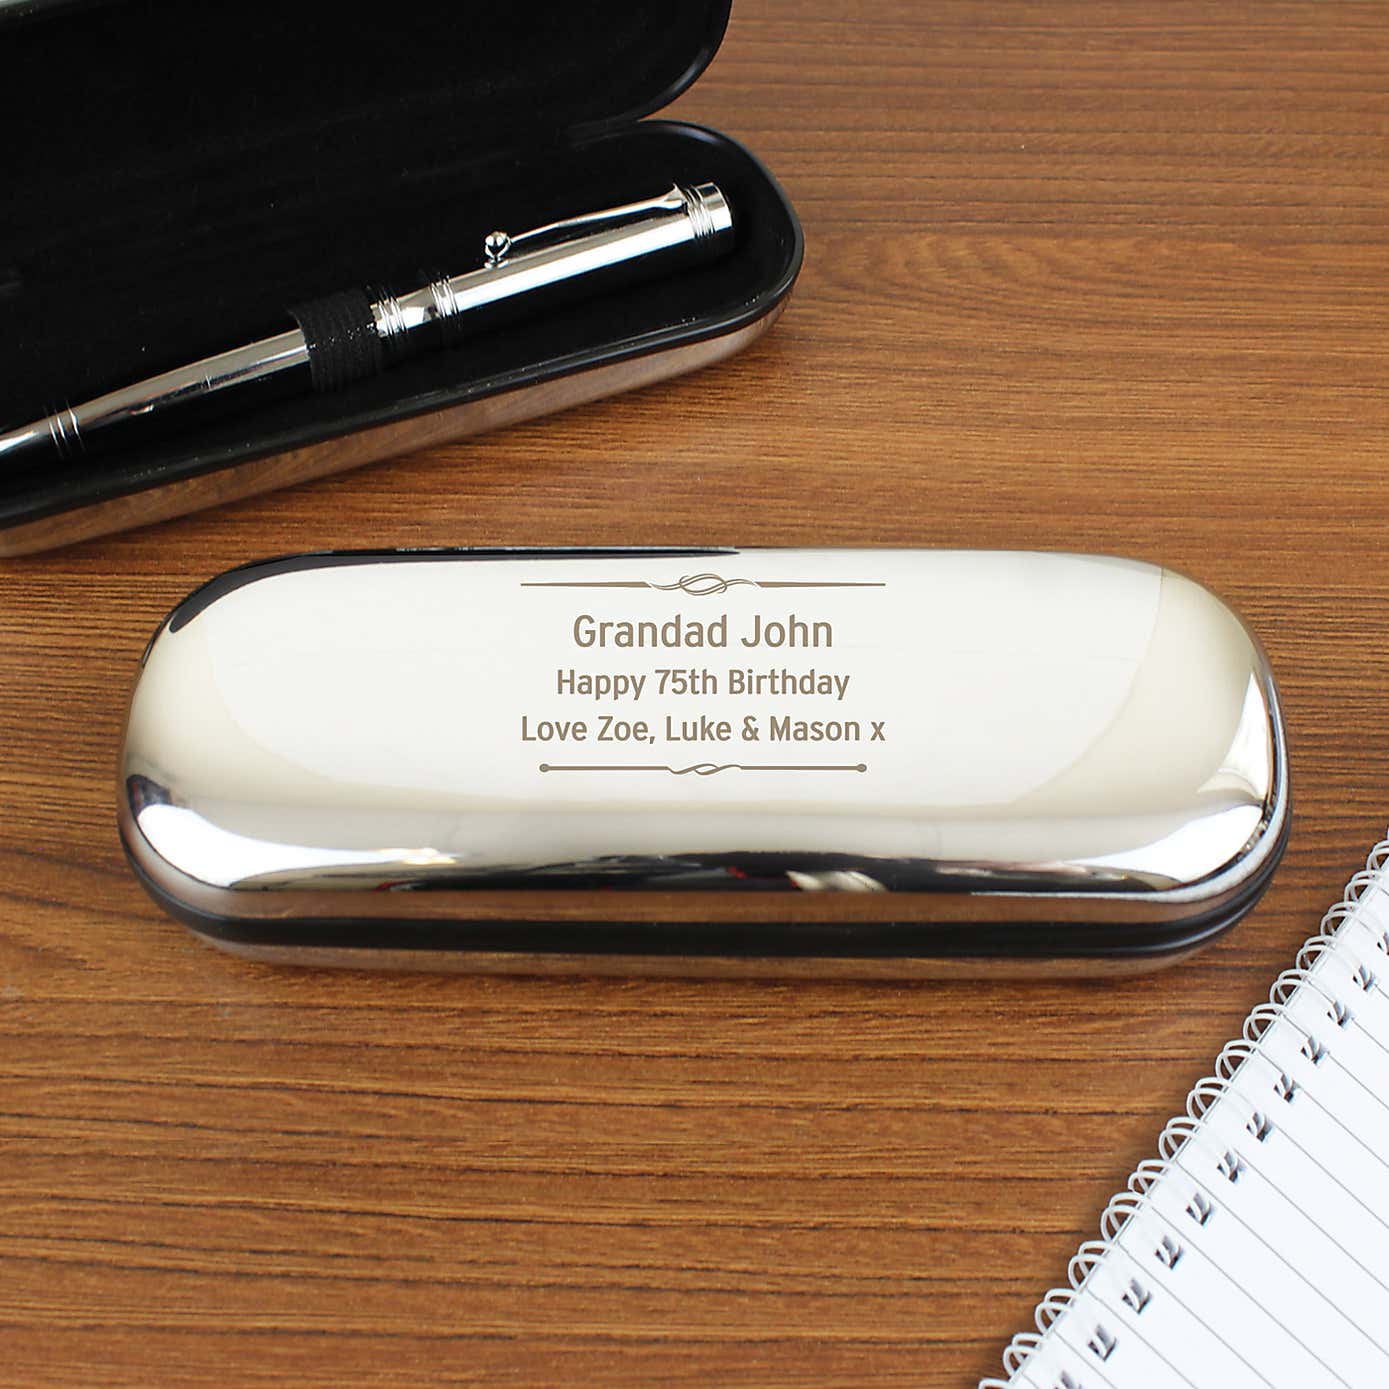 Grandad John
Happy 75th Birthday
Love Zoe, Luke & Mason x